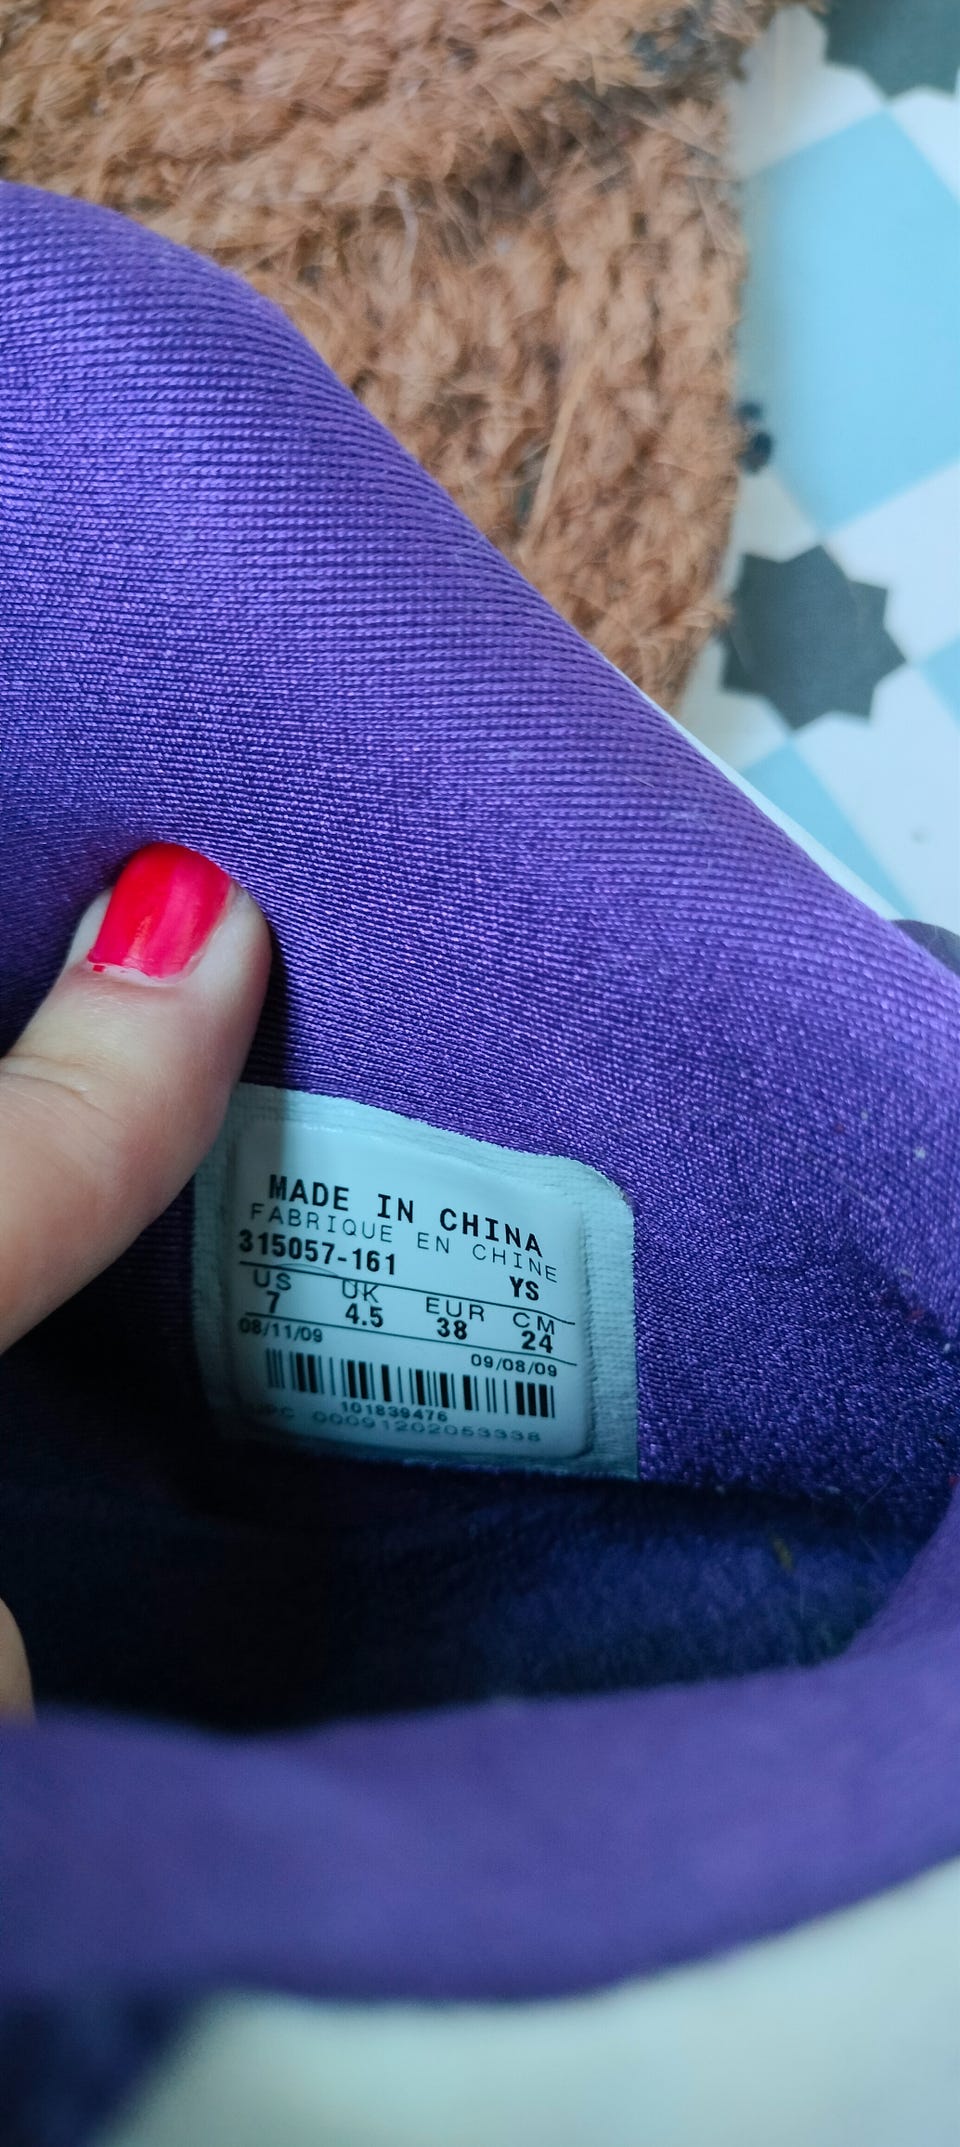 MADE IN CHINA
FABRIQUE EN CHINE
315057-161 YS
US UK EUR CM
7 4.5 38 24
08/11/09 09/08/09
101839476
UPC 00091202053338